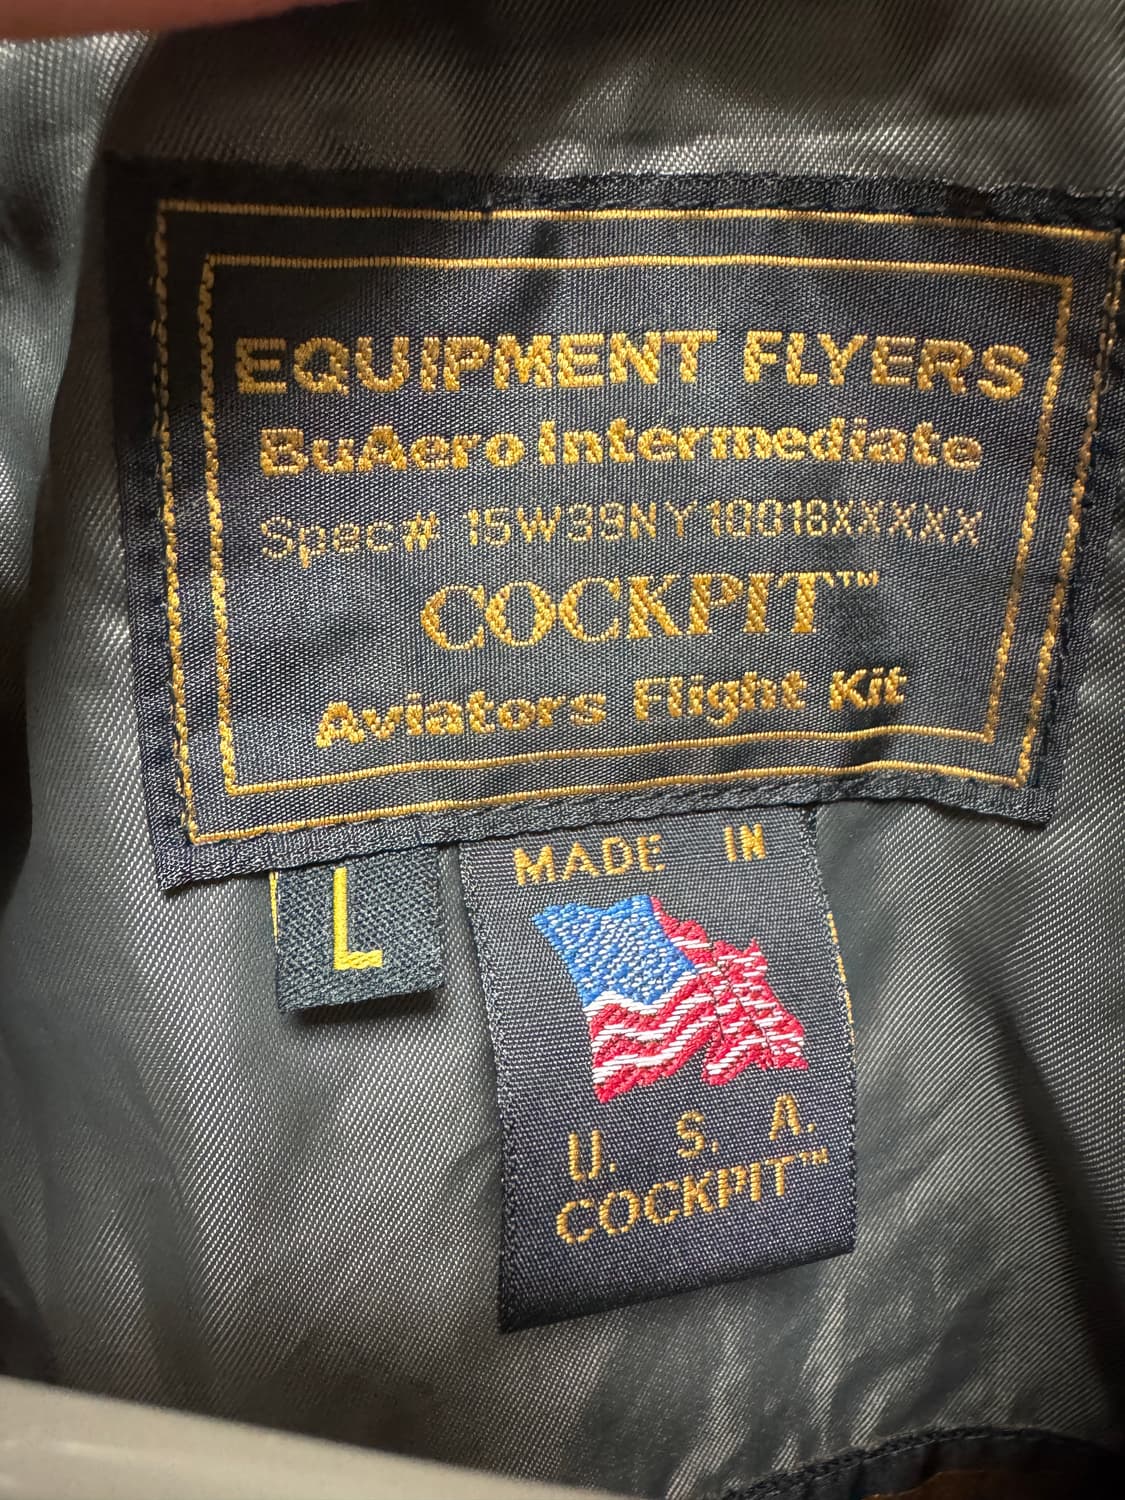 EQUIPMENT FLYERS
BuAero Intermediate
Spec# 15W39NY10018XXXXX
COCKPIT™
Aviators Flight Kit
L
MADE IN
U. S. A.
COCKPIT™